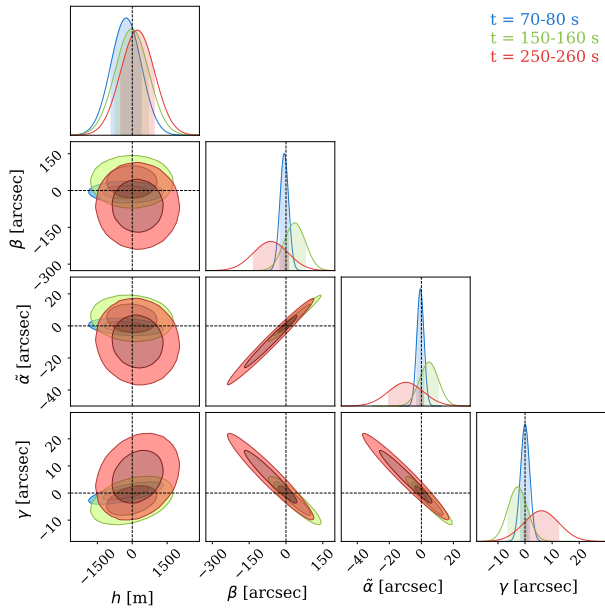 t = 70-80 s
t = 150-160 s
t = 250-260 s
150
0
−150
−300
β [arcsec]
20
0
−20
−40
α̃ [arcsec]
20
10
0
−10
γ [arcsec]
−1500 0 1500
−300 −150 0 150
−40 −20 0 20
−10 0 10 20
h [m]
β [arcsec]
α̃ [arcsec]
γ [arcsec]